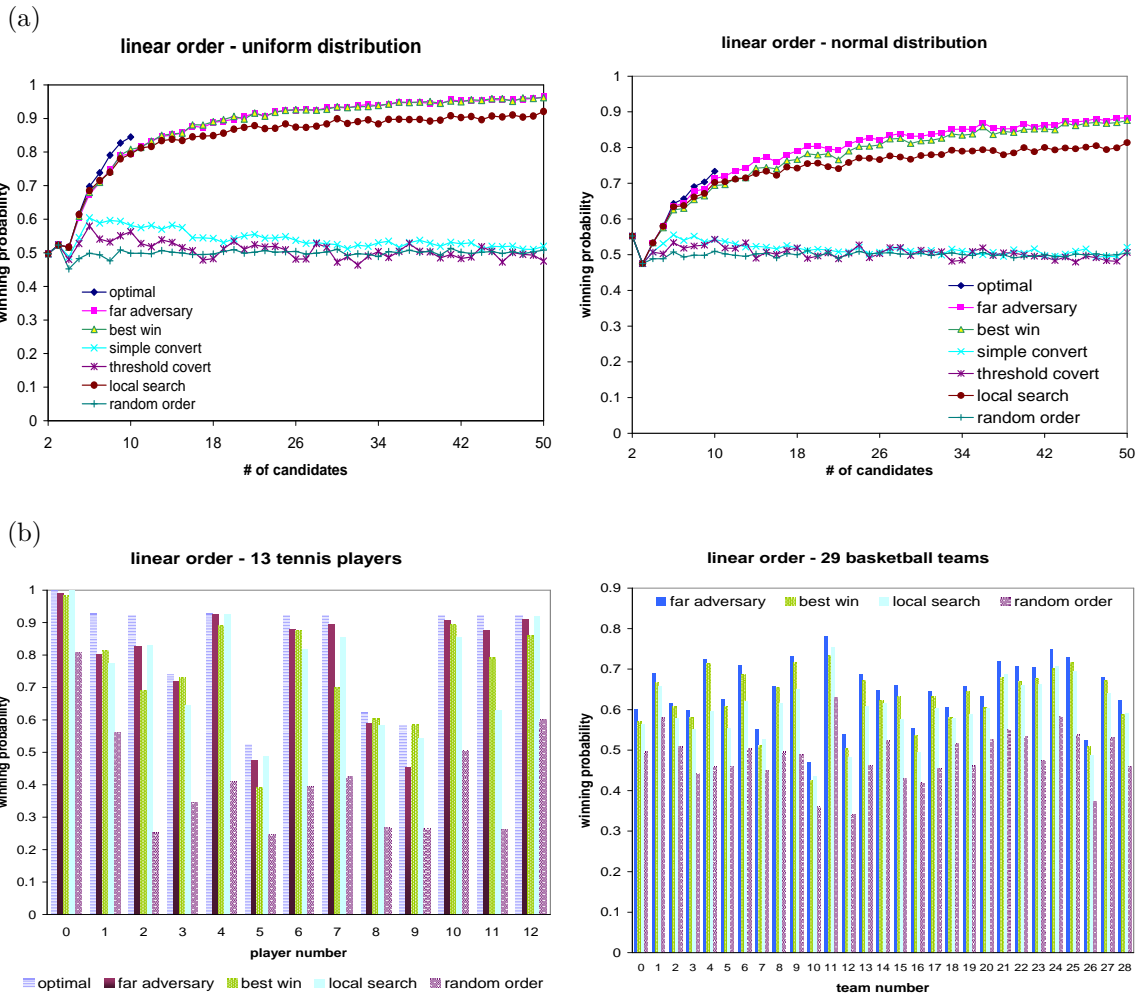 (a)
linear order - uniform distribution
1
0.9
0.8
0.7
0.6
0.5
0.4
0.3
0.2
0.1
0
winning probability
optimal
far adversary
best win
simple convert
threshold covert
local search
random order
2 10 18 26 34 42 50
# of candidates
linear order - normal distribution
1
0.9
0.8
0.7
0.6
0.5
0.4
0.3
0.2
0.1
0
winning probability
optimal
far adversary
best win
simple convert
threshold covert
local search
random order
2 10 18 26 34 42 50
# of candidates
(b)
linear order - 13 tennis players
1
0.9
0.8
0.7
0.6
0.5
0.4
0.3
0.2
0.1
0
winning probability
0 1 2 3 4 5 6 7 8 9 10 11 12
player number
optimal far adversary best win local search random order
linear order - 29 basketball teams
far adversary best win local search random order
0.9
0.8
0.7
0.6
0.5
0.4
0.3
0.2
0.1
0
winning probability
0 1 2 3 4 5 6 7 8 9 10 11 12 13 14 15 16 17 18 19 20 21 22 23 24 25 26 27 28
team number